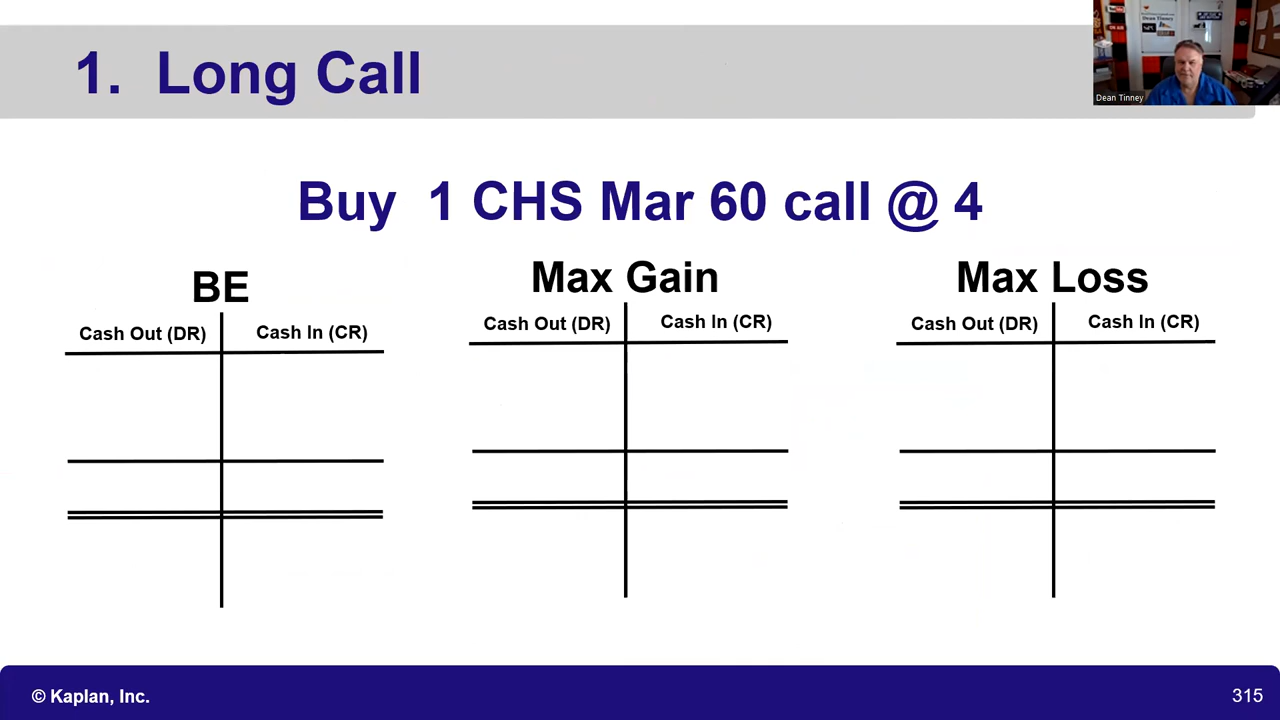 1. Long Call
Dean Tinney
Buy 1 CHS Mar 60 call @ 4
BE
Cash Out (DR)
Cash In (CR)
Max Gain
Cash Out (DR)
Cash In (CR)
Max Loss
Cash Out (DR)
Cash In (CR)
© Kaplan, Inc.
315